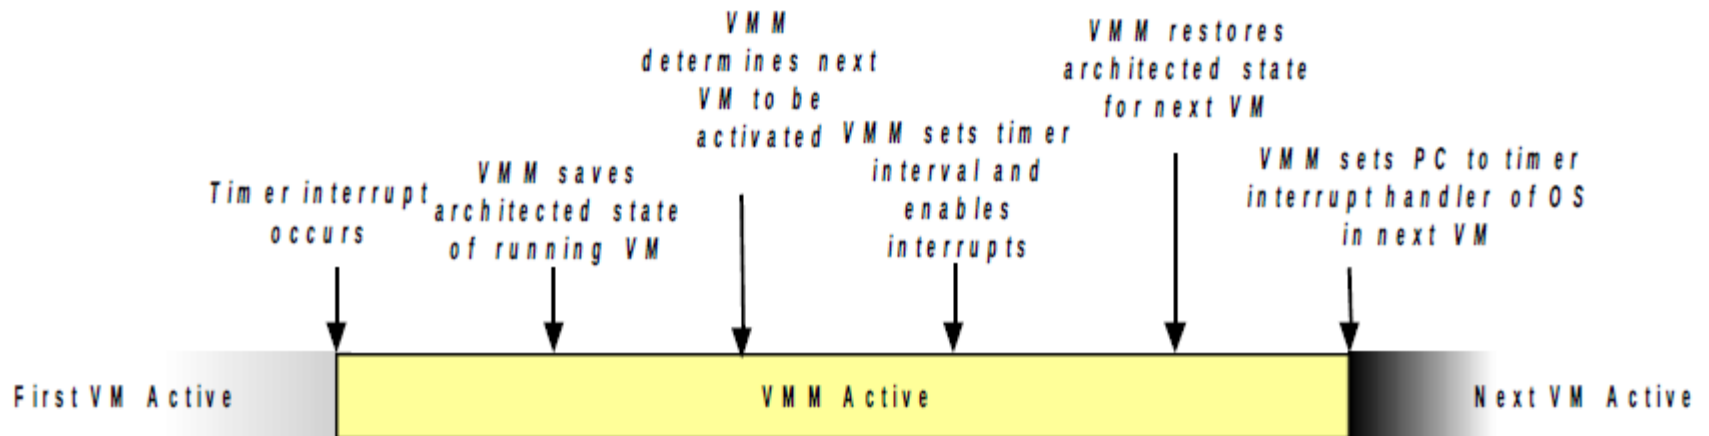 Timer interrupt
occurs
VMM saves
architected state
of running VM
VMM
determines next
VM to be
activated
VMM sets timer
interval and
enables
interrupts
VMM restores
architected state
for next VM
VMM sets PC to timer
interrupt handler of OS
in next VM
First VM Active
VMM Active
Next VM Active